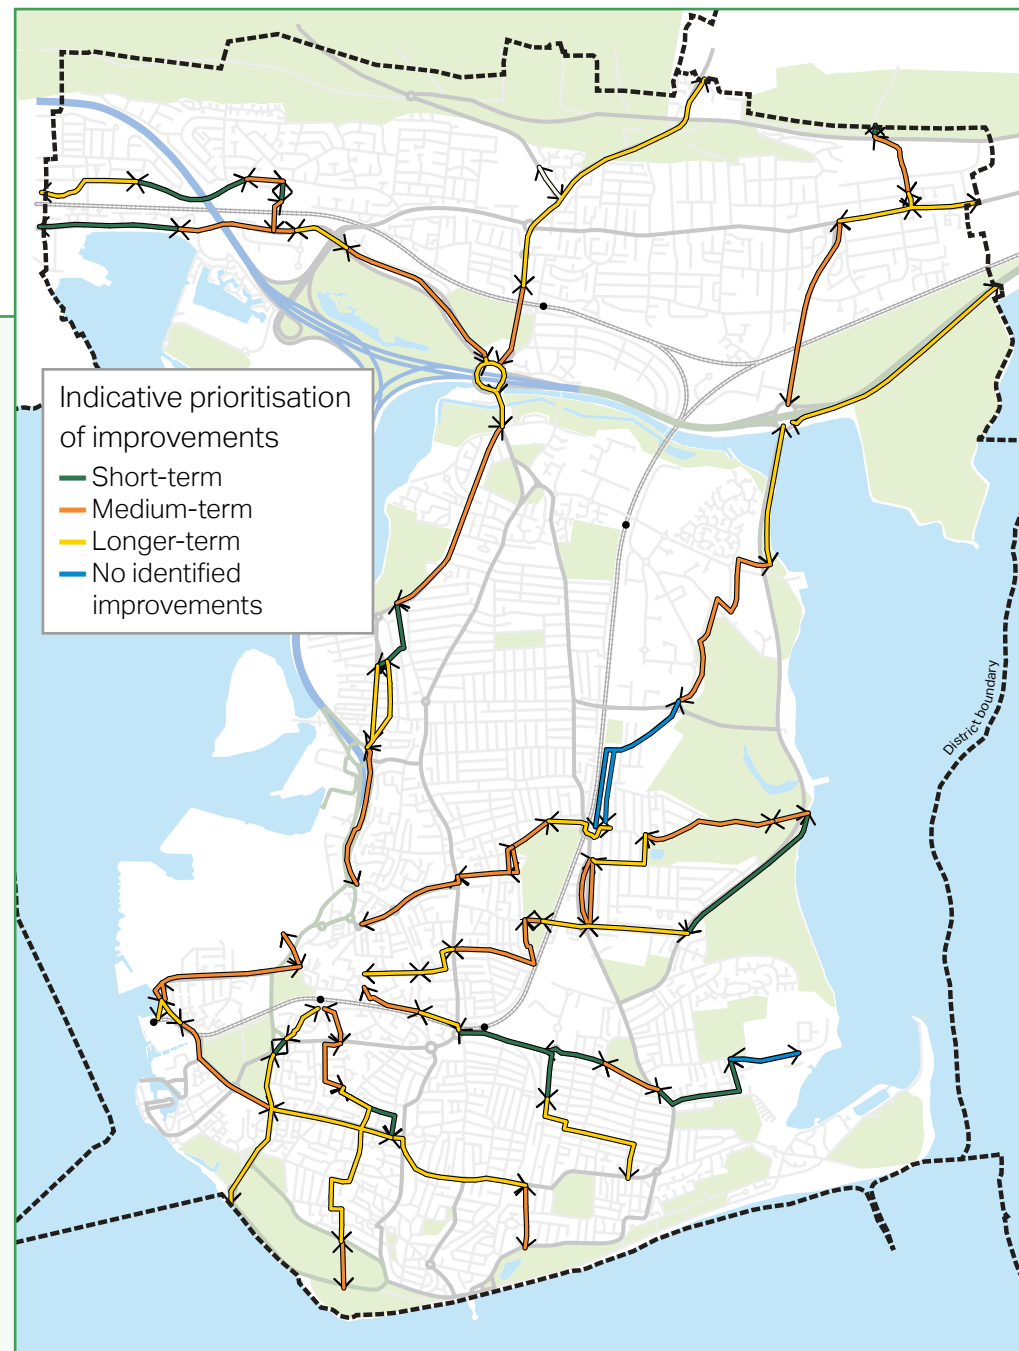 Indicative prioritisation
of improvements
Short-term
Medium-term
Longer-term
No identified
improvements
District boundary